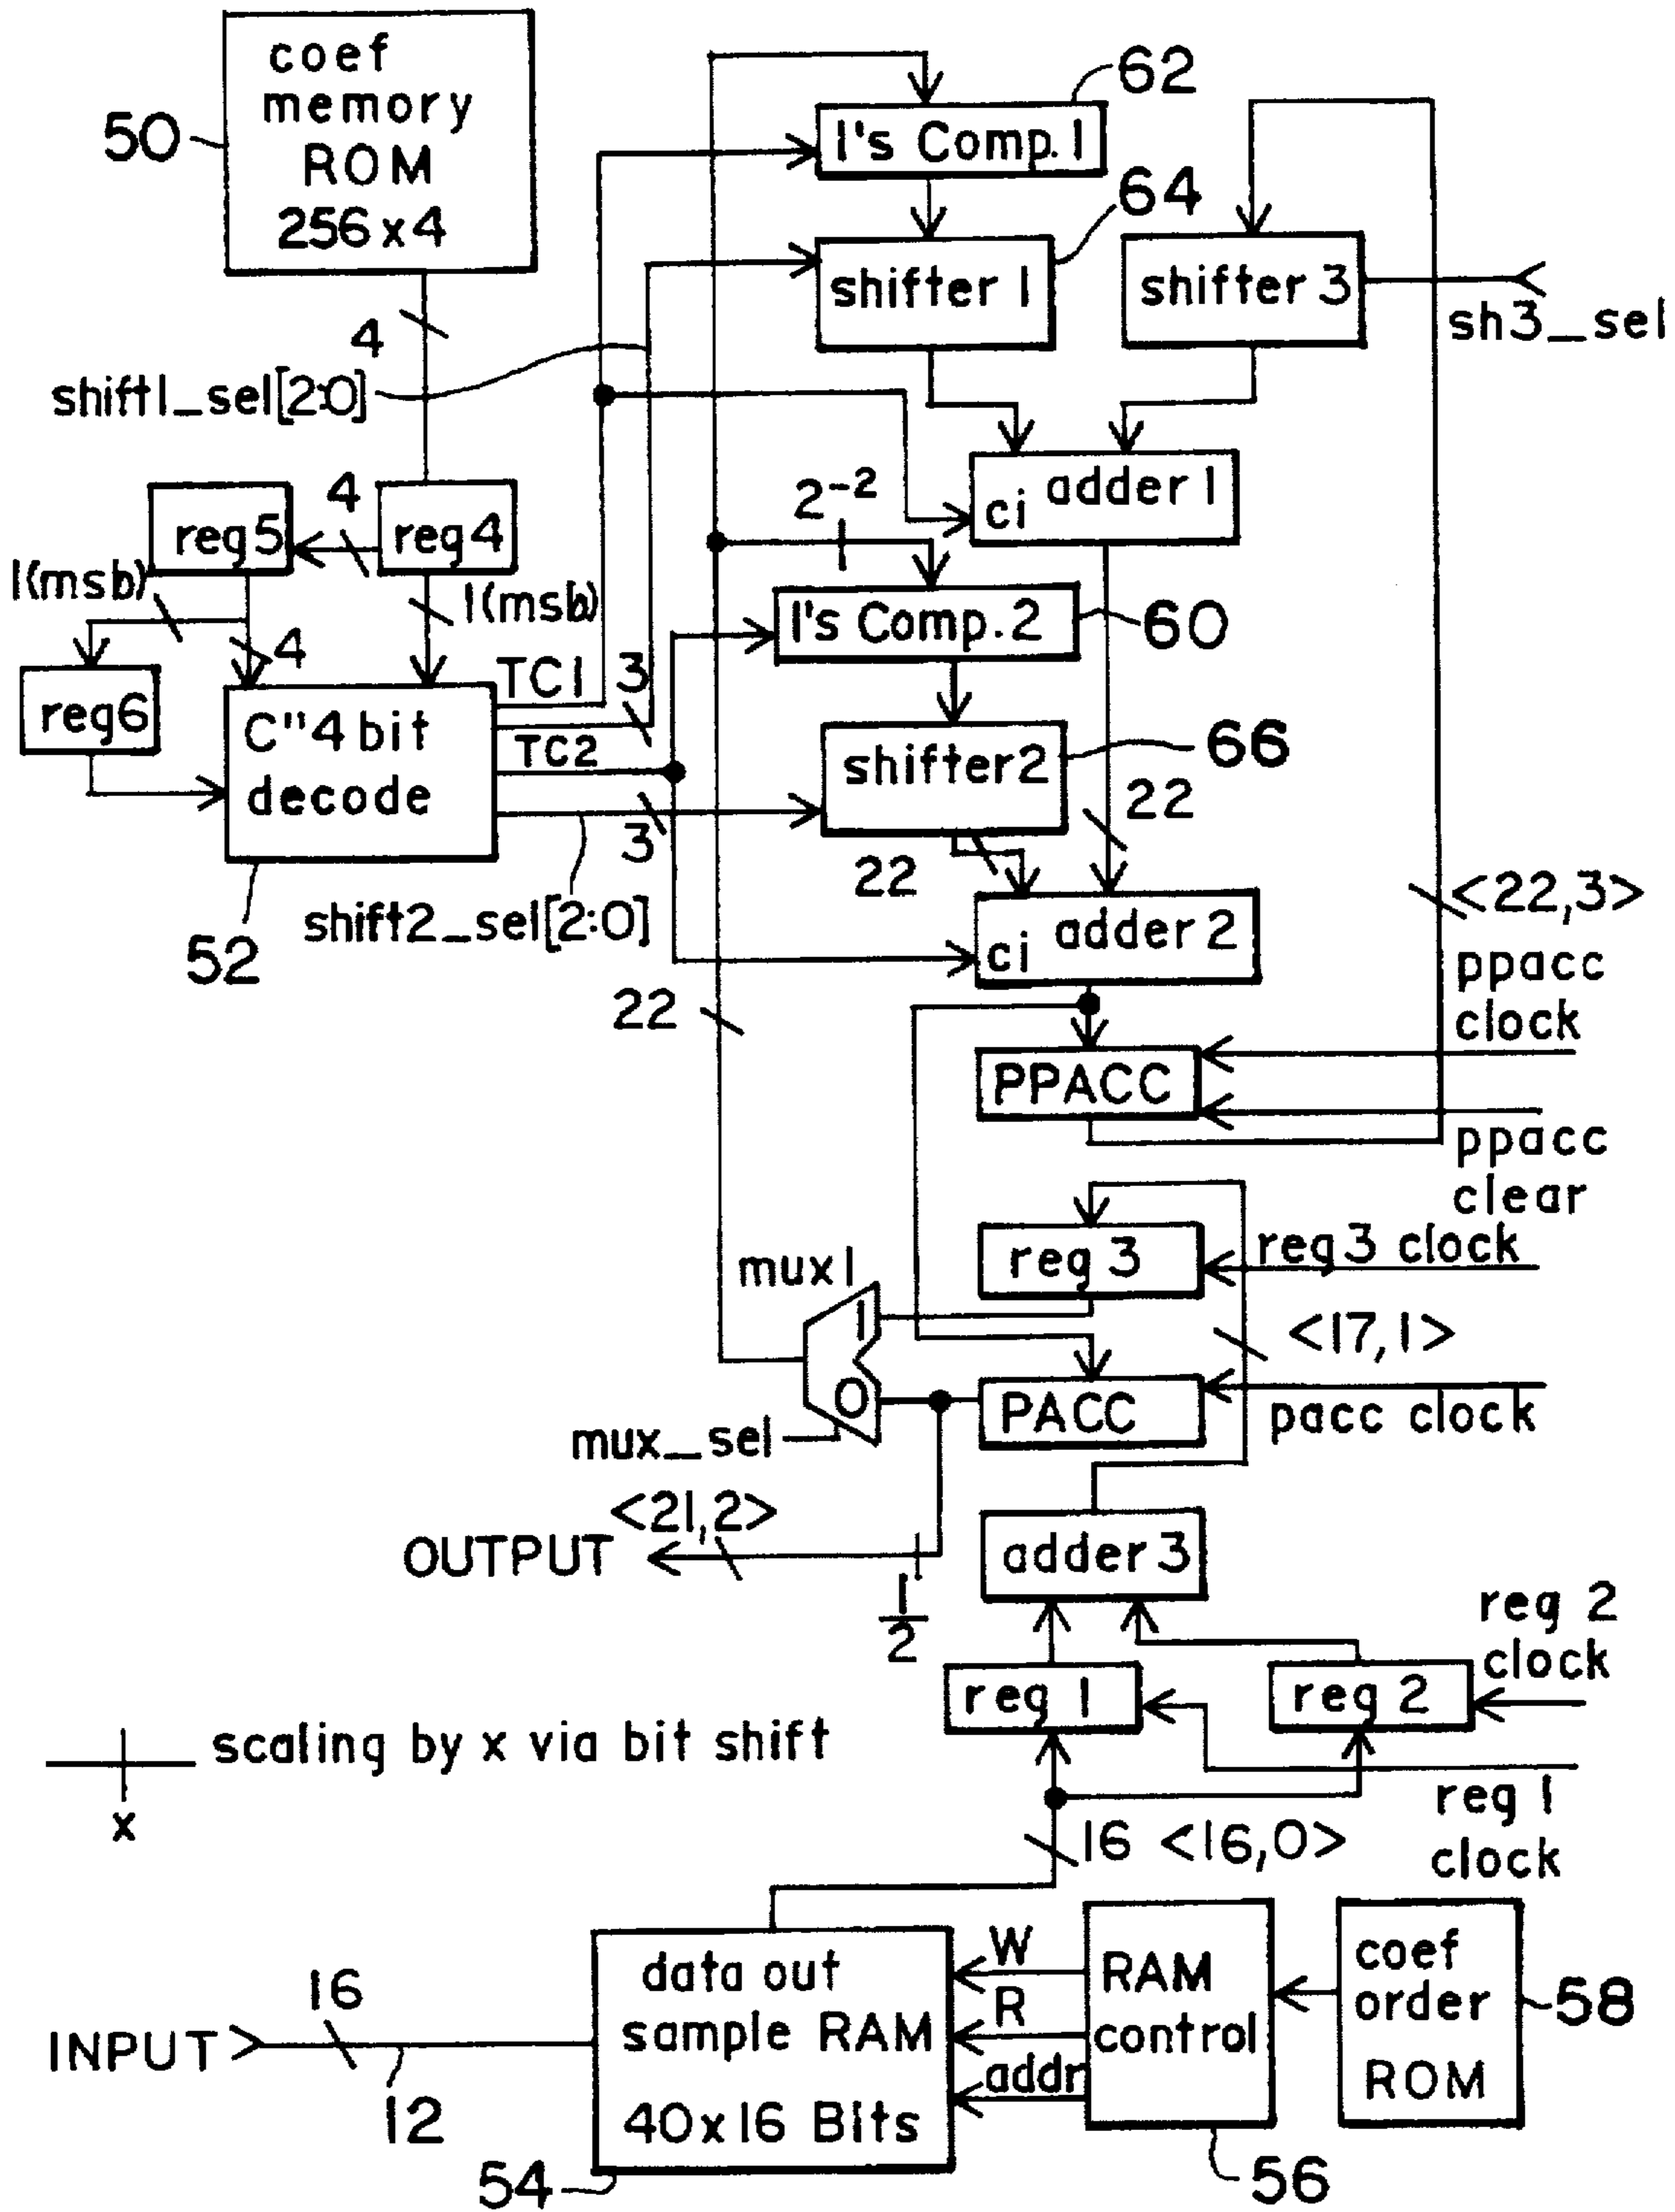 coef
memory
ROM
256x4
50
62
1's Comp.1
64
shifter 1
shifter 3
sh3_sel
4
shift1_sel[2:0]
2-2
ci adder 1
reg5
4
reg4
1(msb)
1(msb)
4
1's Comp.2
60
reg6
C"4bit
decode
TC1
3
TC2
shifter2
66
3
22
22
shift2_sel[2:0]
52
ci adder 2
<22,3>
ppacc
clock
22
PPACC
ppacc
clear
reg 3
reg3 clock
mux1
1
<17,1>
0
PACC
pacc clock
mux_sel
<21,2>
OUTPUT
1
2
adder 3
reg 2
clock
reg 1
reg 2
scaling by x via bit shift
x
reg 1
clock
16 <16,0>
INPUT
16
12
data out
sample RAM
40x16 Bits
54
W
R
addr
RAM
control
56
coef
order
ROM
58